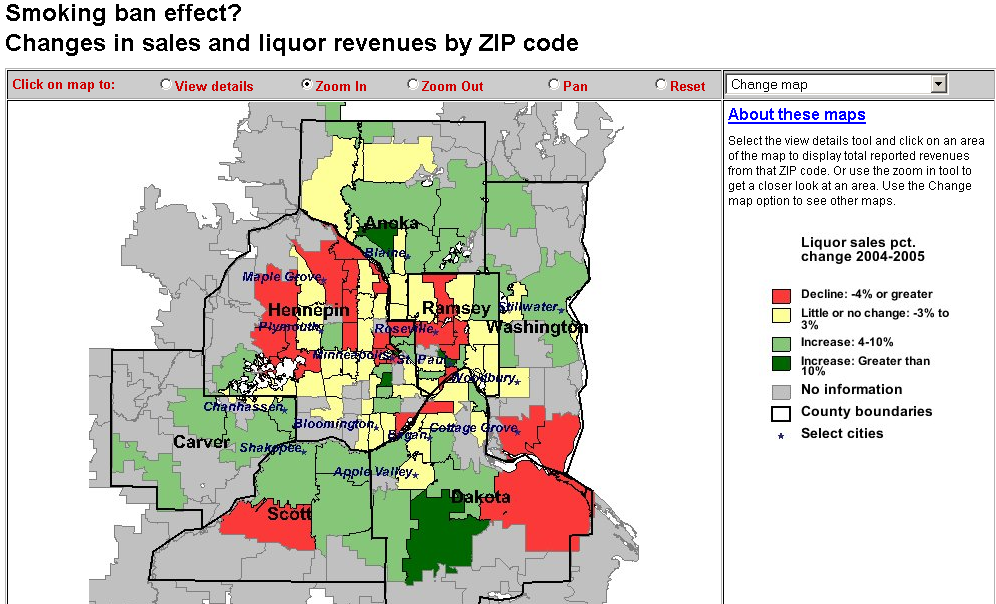 Smoking ban effect?
Changes in sales and liquor revenues by ZIP code
Click on map to: View details Zoom In Zoom Out Pan Reset Change map
About these maps
Select the view details tool and click on an area
of the map to display total reported revenues
from that ZIP code. Or use the zoom in tool to
get a closer look at an area. Use the Change
map option to see other maps.
Liquor sales pct.
change 2004-2005
Decline: -4% or greater
Little or no change: -3% to
3%
Increase: 4-10%
Increase: Greater than
10%
No information
County boundaries
Select cities
Anoka
Blaine
Maple Grove
Hennepin
Ramsey
Stillwater
Plymouth
Roseville
Washington
Minneapolis
St. Paul
Woodbury
Chanhassen
Bloomington
Cottage Grove
Eagan
Carver
Shakopee
Apple Valley
Dakota
Scott